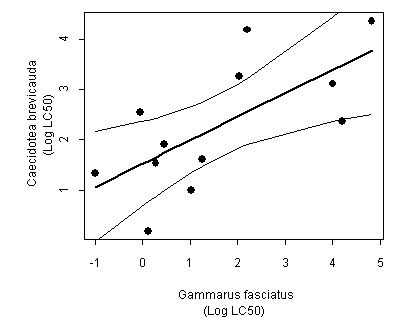 Caecidotea brevicauda
(Log LC50)
4
3
2
1
-1 0 1 2 3 4 5
Gammarus fasciatus
(Log LC50)